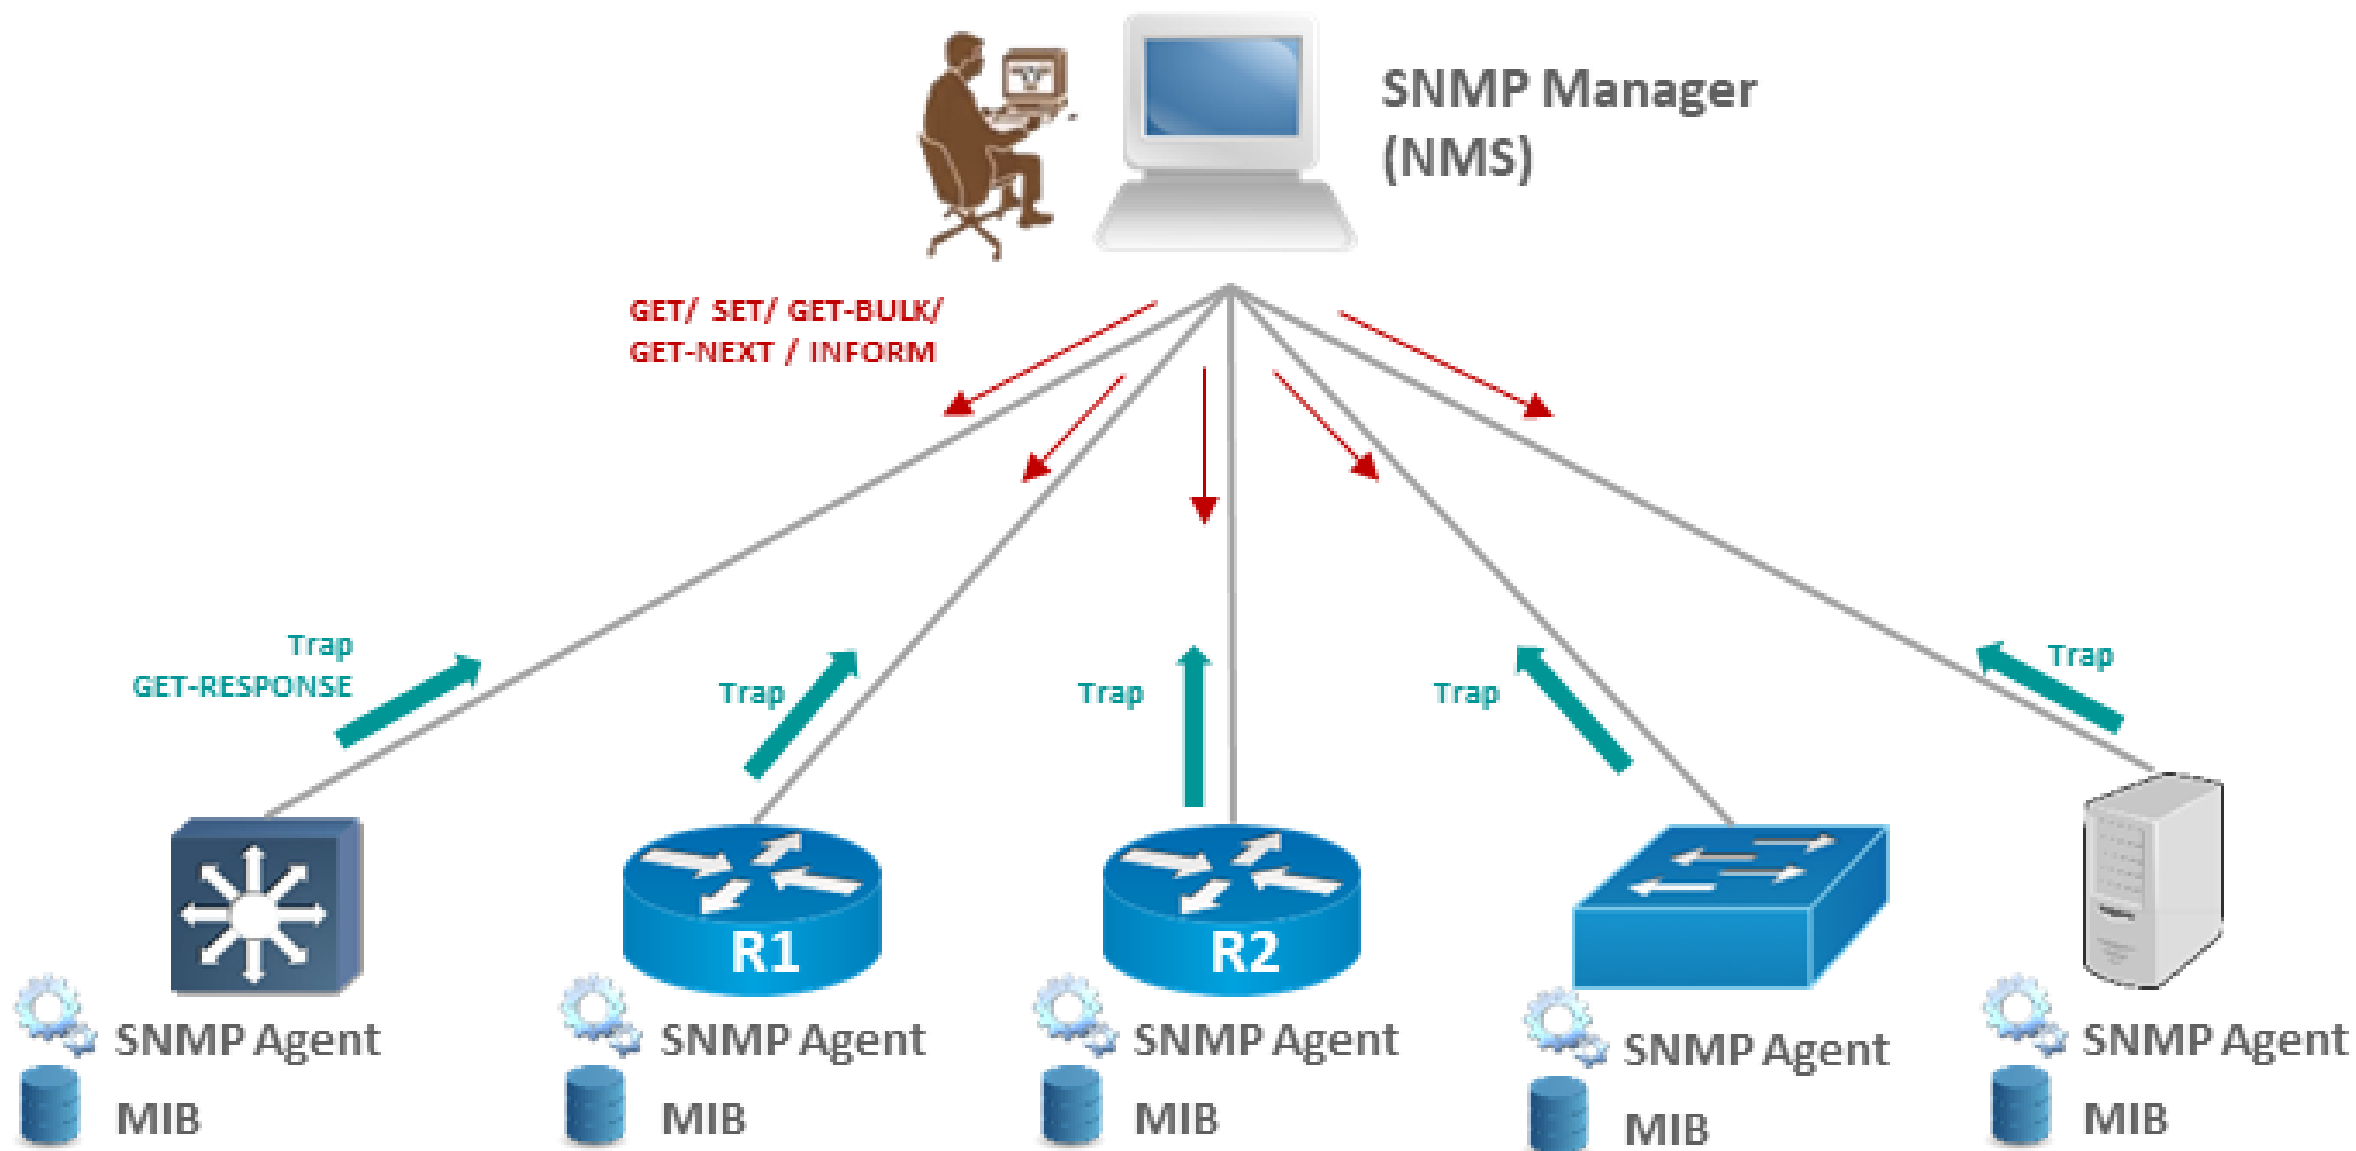 SNMP Manager
(NMS)
GET/ SET/ GET-BULK/
GET-NEXT / INFORM
Trap
GET-RESPONSE
Trap
Trap
Trap
Trap
R1
R2
SNMP Agent
MIB
SNMP Agent
MIB
SNMP Agent
MIB
SNMP Agent
MIB
SNMP Agent
MIB